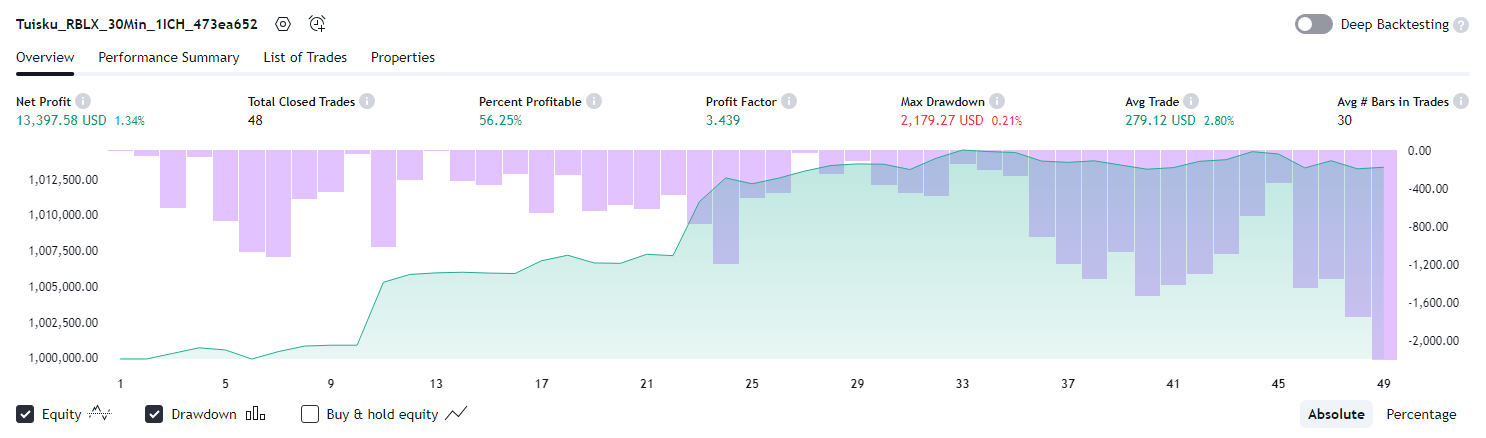 Tuisku_RBLX_30Min_1ICH_473ea652
Deep Backtesting ?
Overview Performance Summary List of Trades Properties
Net Profit i Total Closed Trades i Percent Profitable i Profit Factor i Max Drawdown i Avg Trade i Avg # Bars in Trades i
13,397.58 USD 1.34% 48 56.25% 3.439 2,179.27 USD 0.21% 279.12 USD 2.80% 30
0.00
1,012,500.00
-400.00
1,010,000.00
-800.00
1,007,500.00
-1,200.00
1,005,000.00
-1,600.00
1,002,500.00
-2,000.00
1,000,000.00
1 5 9 13 17 21 25 29 33 37 41 45 49
Equity Drawdown Buy & hold equity Absolute Percentage